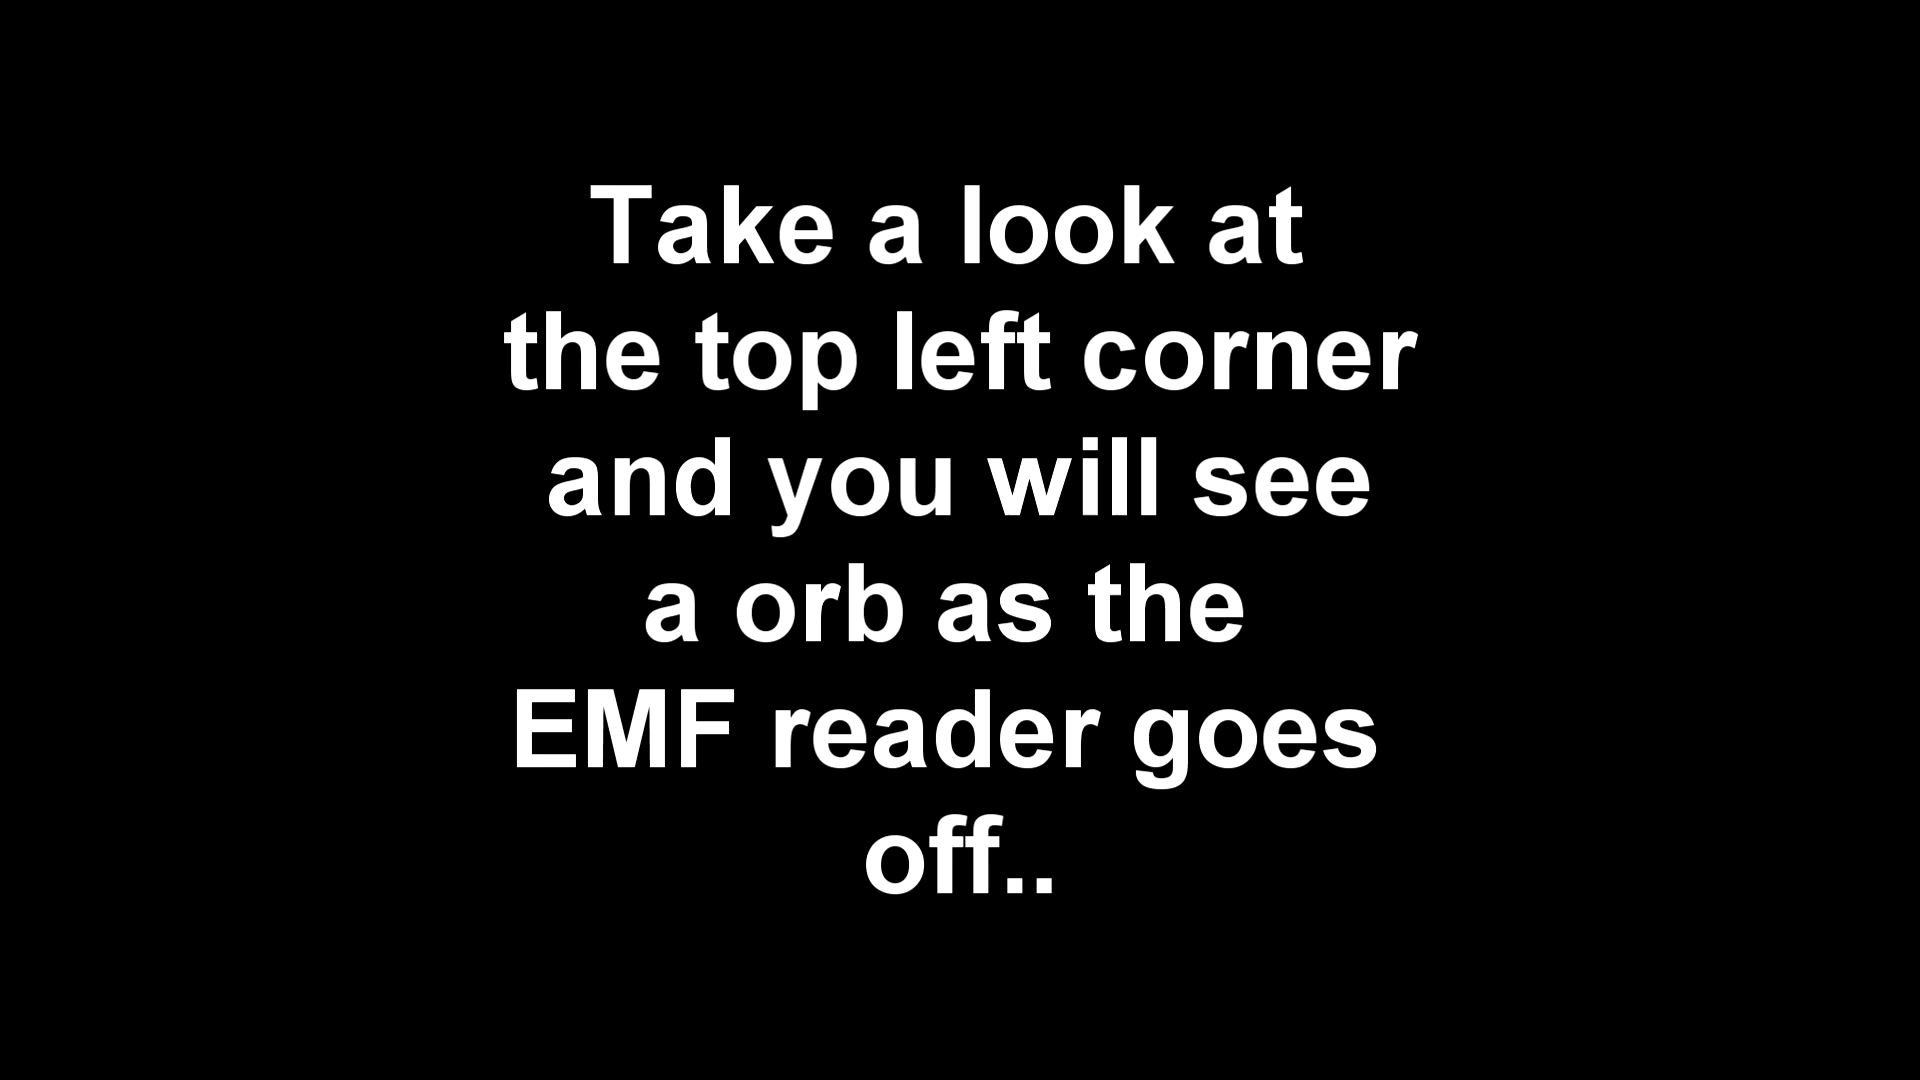 Take a look at
the top left corner
and you will see
a orb as the
EMF reader goes
off..